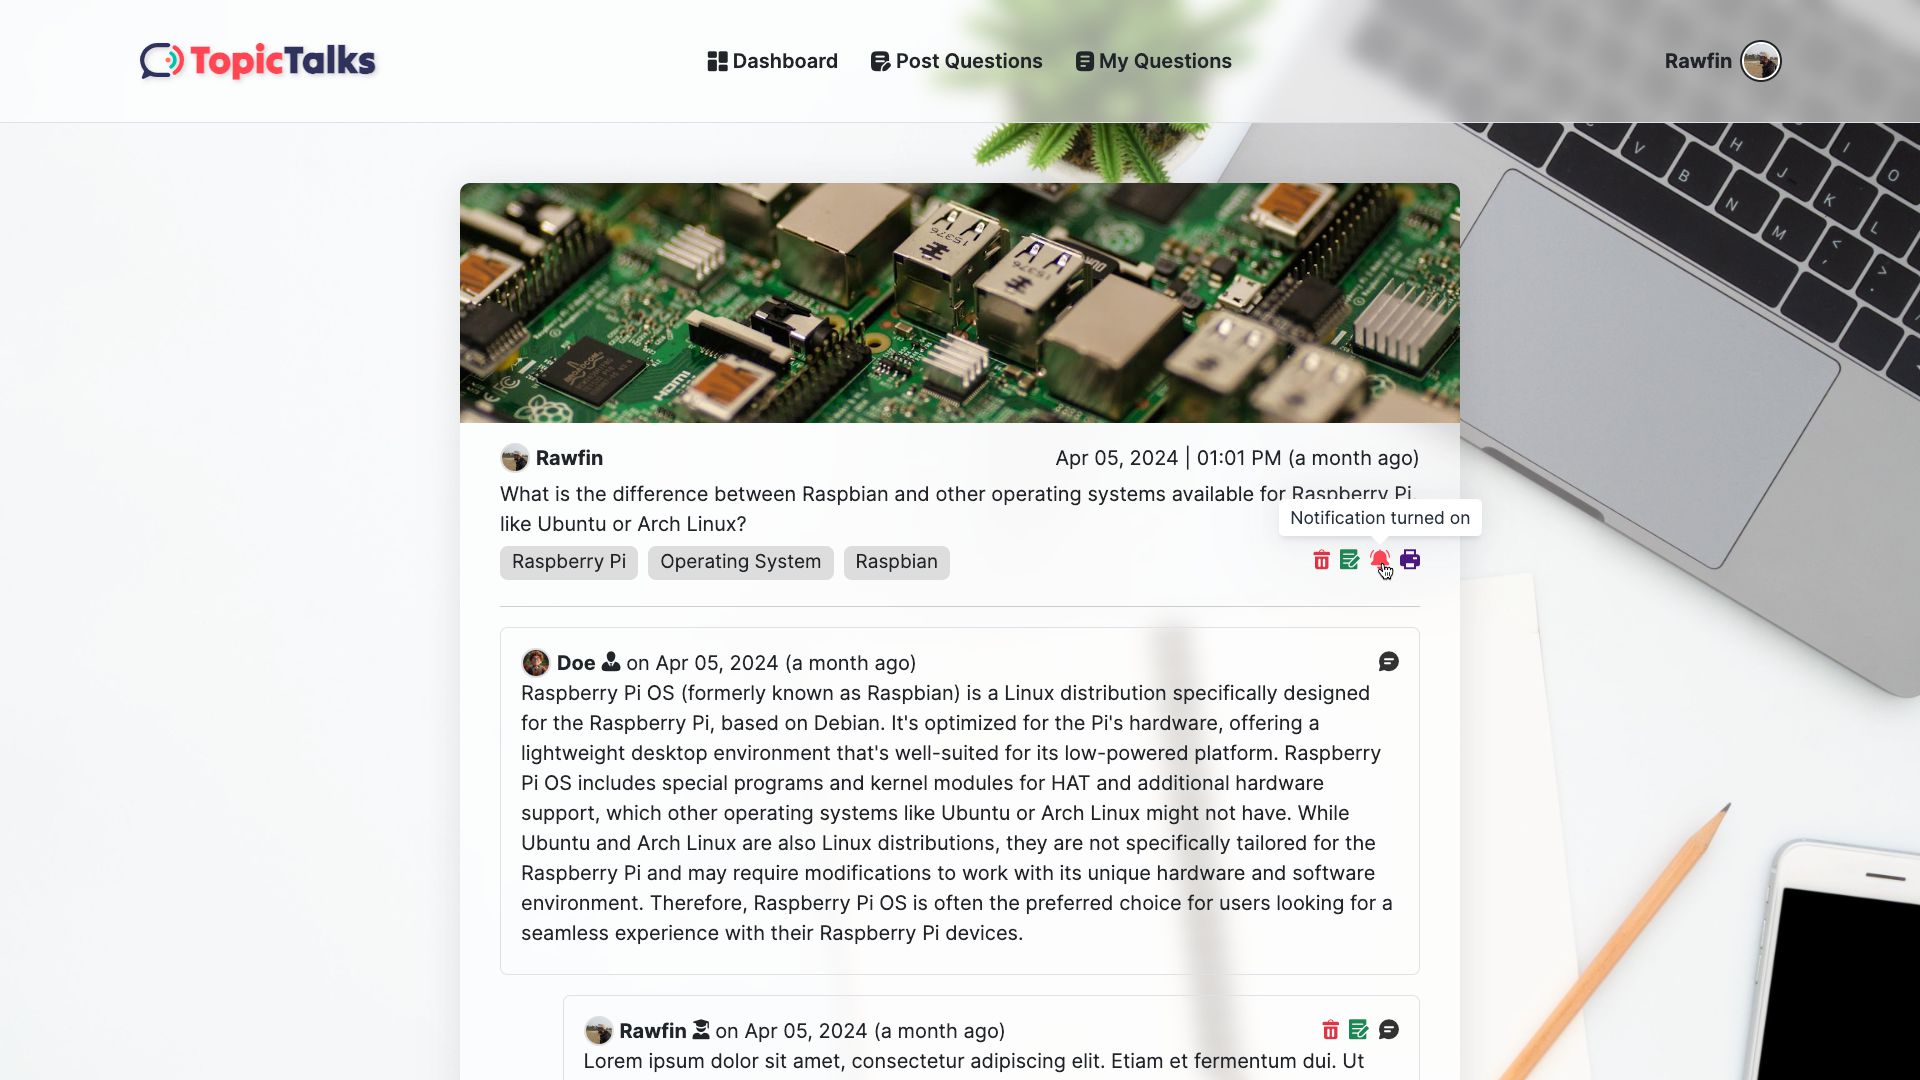 TopicTalks
Dashboard
Post Questions
My Questions
Rawfin
15376
15376
HDMI
Rawfin
Apr 05, 2024 | 01:01 PM (a month ago)
What is the difference between Raspbian and other operating systems available for Raspberry Pi,
like Ubuntu or Arch Linux?
Notification turned on
Raspberry Pi
Operating System
Raspbian
Doe on Apr 05, 2024 (a month ago)
Raspberry Pi OS (formerly known as Raspbian) is a Linux distribution specifically designed
for the Raspberry Pi, based on Debian. It's optimized for the Pi's hardware, offering a
lightweight desktop environment that's well-suited for its low-powered platform. Raspberry
Pi OS includes special programs and kernel modules for HAT and additional hardware
support, which other operating systems like Ubuntu or Arch Linux might not have. While
Ubuntu and Arch Linux are also Linux distributions, they are not specifically tailored for the
Raspberry Pi and may require modifications to work with its unique hardware and software
environment. Therefore, Raspberry Pi OS is often the preferred choice for users looking for a
seamless experience with their Raspberry Pi devices.
Rawfin on Apr 05, 2024 (a month ago)
Lorem ipsum dolor sit amet, consectetur adipiscing elit. Etiam et fermentum dui. Ut